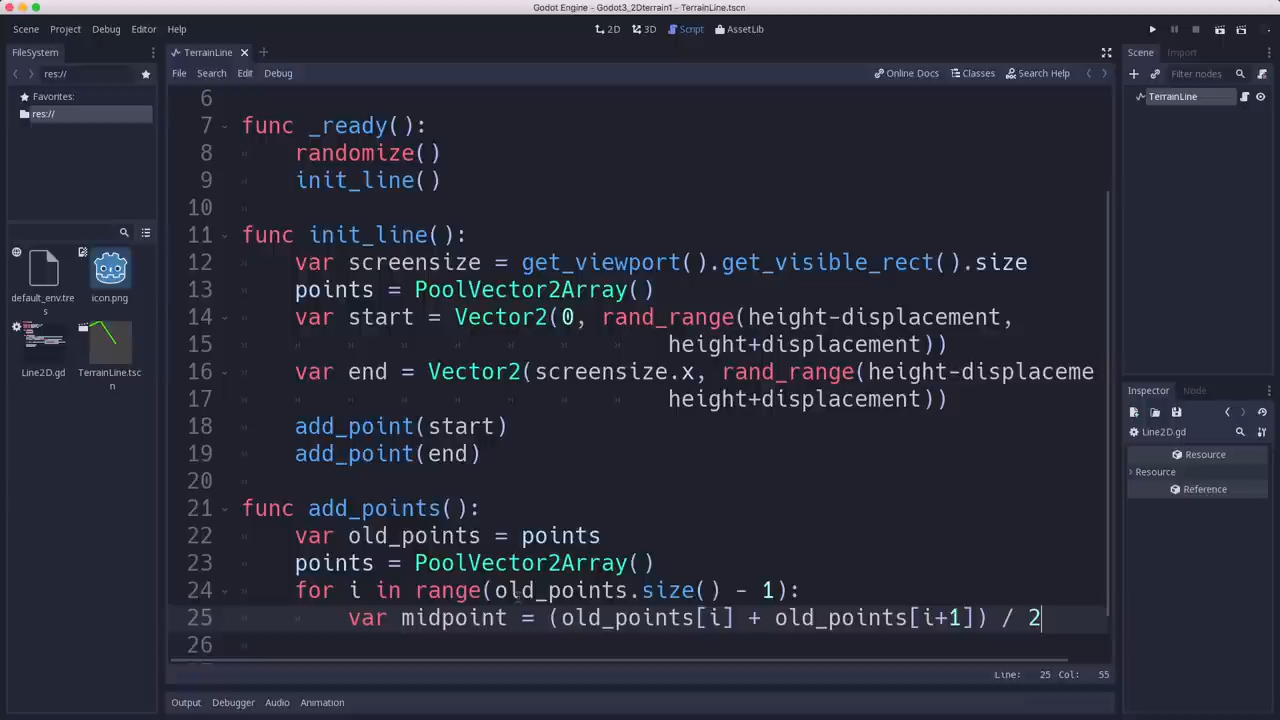 Godot Engine - Godot3_2Dterrain1 - TerrainLine.tscn
Scene Project Debug Editor Help
2D 3D Script AssetLib
FileSystem
res://
Favorites:
res://
default_env.tre
s
icon.png
Line2D.gd
TerrainLine.tsc
n
TerrainLine
File Search Edit Debug
Online Docs Classes Search Help
6
7 func _ready():
8 randomize()
9 init_line()
10
11 func init_line():
12 var screensize = get_viewport().get_visible_rect().size
13 points = PoolVector2Array()
14 var start = Vector2(0, rand_range(height-displacement,
15 height+displacement))
16 var end = Vector2(screensize.x, rand_range(height-displaceme
17 height+displacement))
18 add_point(start)
19 add_point(end)
20
21 func add_points():
22 var old_points = points
23 points = PoolVector2Array()
24 for i in range(old_points.size() - 1):
25 var midpoint = (old_points[i] + old_points[i+1]) / 2
26
Line: 25 Col: 55
Output Debugger Audio Animation
Scene Import
Filter nodes
TerrainLine
Inspector Node
Line2D.gd
Resource
Resource
Reference